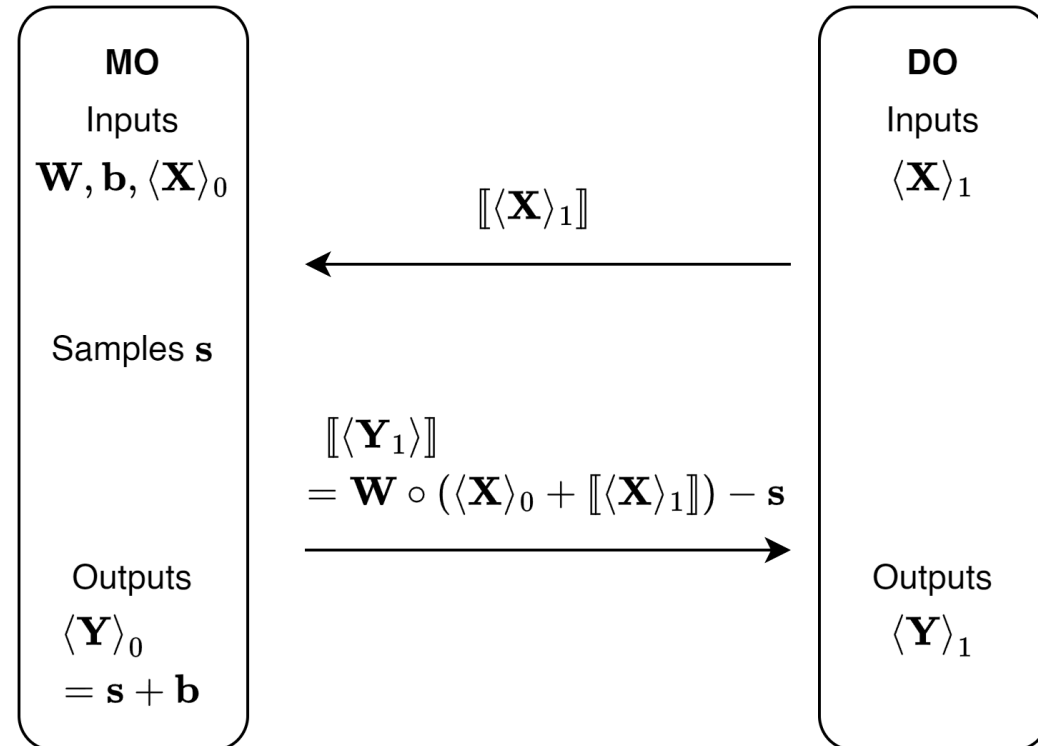 MO
Inputs
𝐖, 𝐛, ⟨𝐗⟩₀
Samples 𝐬
Outputs
⟨𝐘⟩₀
= 𝐬 + 𝐛
⟦⟨𝐗⟩₁⟧
⟦⟨𝐘₁⟩⟧
= 𝐖 ∘ (⟨𝐗⟩₀ + ⟦⟨𝐗⟩₁⟧) − 𝐬
DO
Inputs
⟨𝐗⟩₁
Outputs
⟨𝐘⟩₁